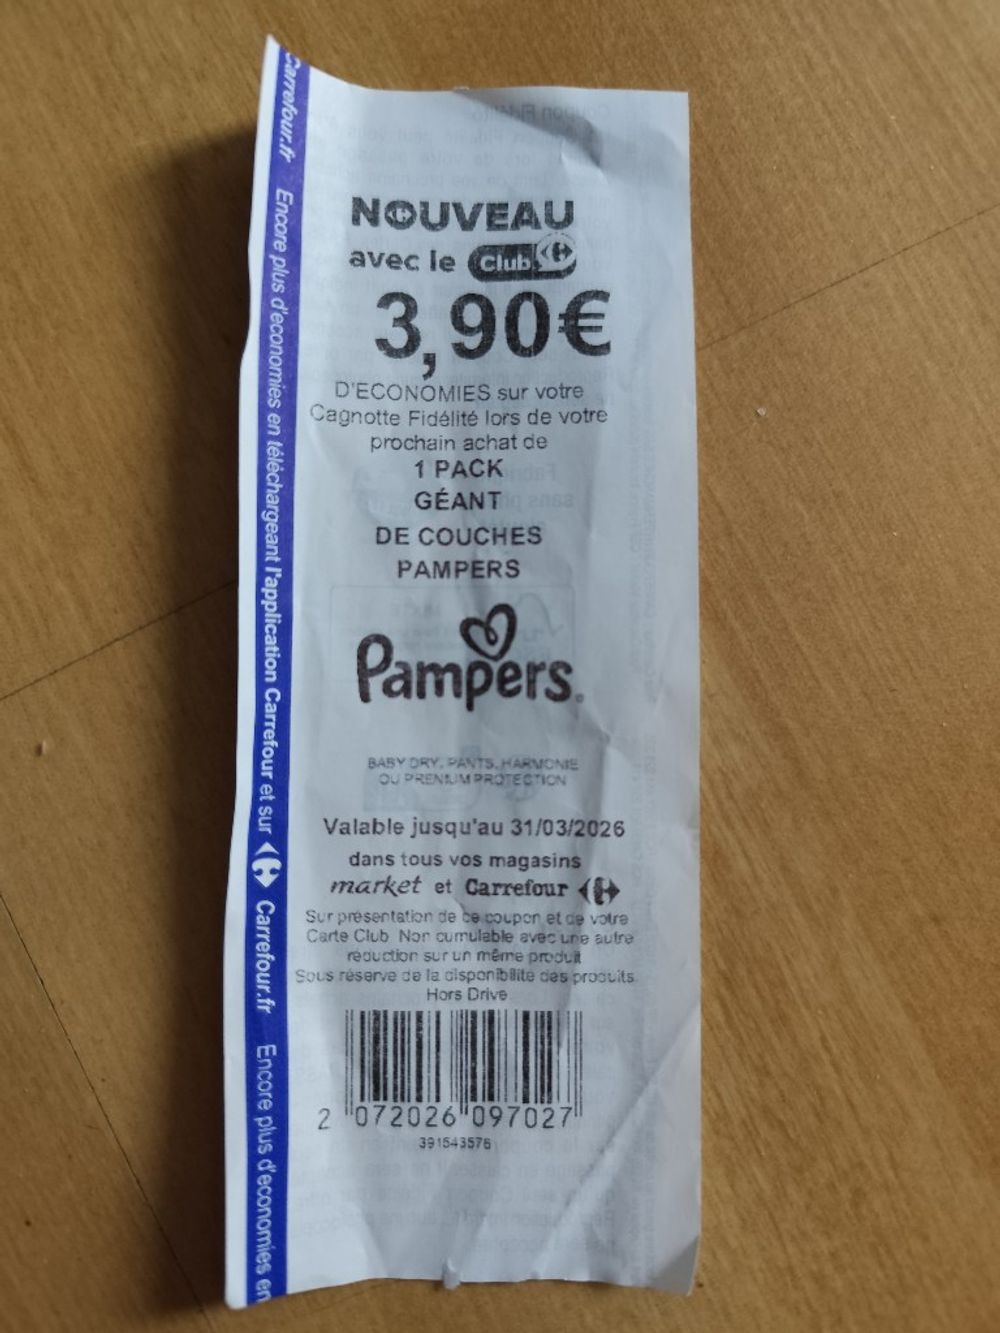 NOUVEAU
avec le Club
3,90€
D'ECONOMIES sur votre
Cagnotte Fidélité lors de votre
prochain achat de
1 PACK
GÉANT
DE COUCHES
PAMPERS
Pampers.
BABY DRY, PANTS, HARMONIE
OU PREMIUM PROTECTION
Valable jusqu'au 31/03/2026
dans tous vos magasins
market et Carrefour
Sur présentation de ce coupon et de votre
Carte Club Non cumulable avec une autre
réduction sur un même produit
Sous réserve de la disponibilité des produits
Hors Drive
2 072026 097027
391543576
Carrefour.fr Encore plus d'economies en téléchargeant l'application Carrefour et sur Carrefour.fr Encore plus d'economies en